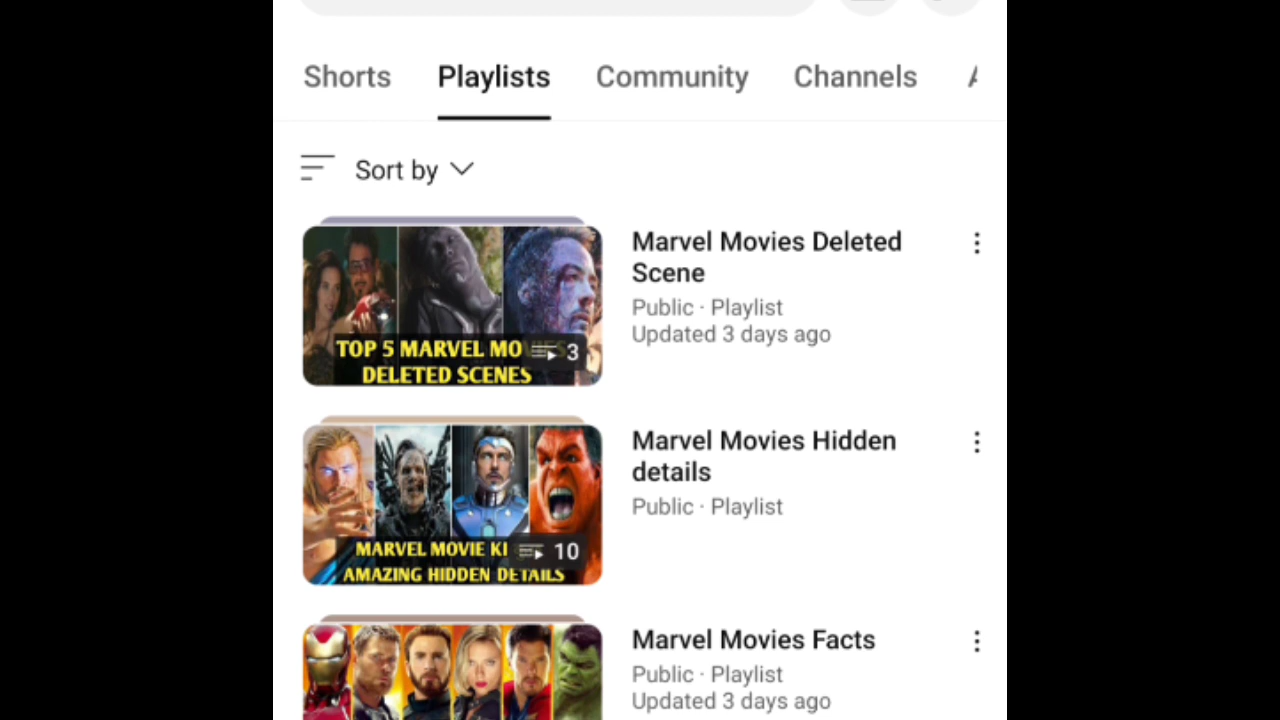 Shorts
Playlists
Community
Channels
Sort by
Marvel Movies Deleted
Scene
Public · Playlist
Updated 3 days ago
TOP 5 MARVEL MO
3
DELETED SCENES
Marvel Movies Hidden
details
Public · Playlist
MARVEL MOVIE KI
10
AMAZING HIDDEN DETAILS
Marvel Movies Facts
Public · Playlist
Updated 3 days ago